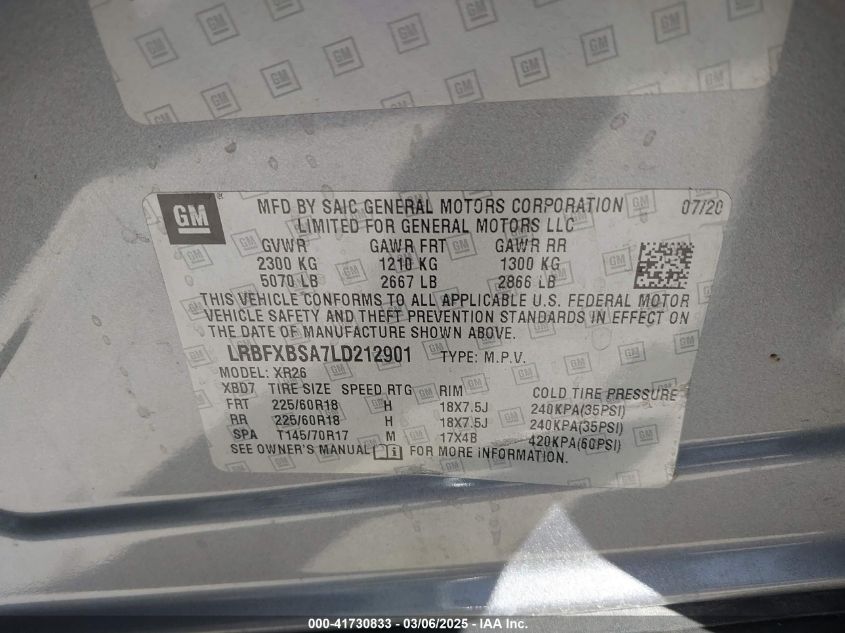 GM
MFD BY SAIC GENERAL MOTORS CORPORATION 07/20
LIMITED FOR GENERAL MOTORS LLC
GVWR GAWR FRT GAWR RR
2300 KG 1210 KG 1300 KG
5070 LB 2667 LB 2866 LB
THIS VEHICLE CONFORMS TO ALL APPLICABLE U.S. FEDERAL MOTOR
VEHICLE SAFETY AND THEFT PREVENTION STANDARDS IN EFFECT ON
THE DATE OF MANUFACTURE SHOWN ABOVE.
LRBFXBSA7LD212901 TYPE: M.P.V.
MODEL: XR26
XBD7 TIRE SIZE SPEED RTG RIM COLD TIRE PRESSURE
FRT 225/60R18 H 18X7.5J 240KPA(35PSI)
RR 225/60R18 H 18X7.5J 240KPA(35PSI)
SPA T145/70R17 M 17X4B 420KPA(60PSI)
SEE OWNER'S MANUAL FOR MORE INFORMATION.
000-41730833 — 03/06/2025 — IAA Inc.